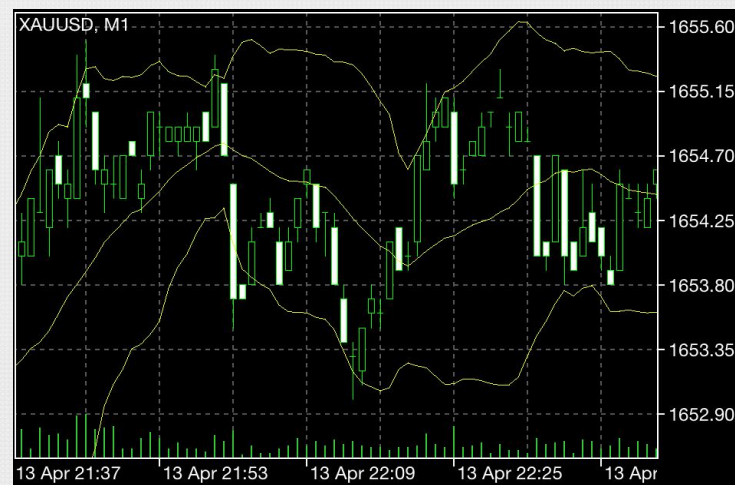 XAUUSD, M1
1655.60
1655.15
1654.70
1654.25
1653.80
1653.35
1652.90
13 Apr 21:37
13 Apr 21:53
13 Apr 22:09
13 Apr 22:25
13 Apr